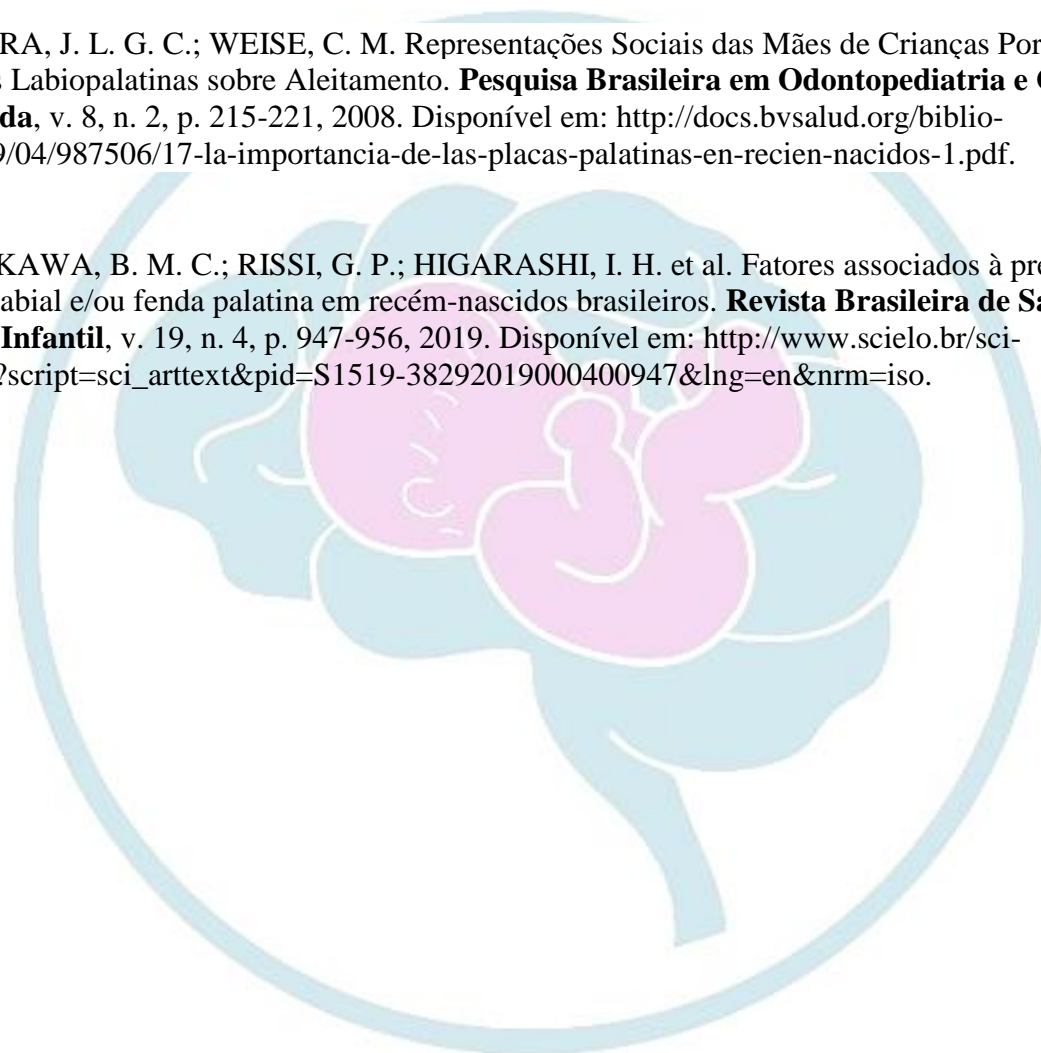 RA, J. L. G. C.; WEISE, C. M. Representações Sociais das Mães de Crianças Por
s Labiopalatinas sobre Aleitamento. Pesquisa Brasileira em Odontopediatria e
da, v. 8, n. 2, p. 215-221, 2008. Disponível em: http://docs.bvsalud.org/biblio-
9/04/987506/17-la-importancia-de-las-placas-palatinas-en-recien-nacidos-1.pdf.
KAWA, B. M. C.; RISSI, G. P.; HIGARASHI, I. H. et al. Fatores associados à pre
abial e/ou fenda palatina em recém-nascidos brasileiros. Revista Brasileira de Sa
Infantil, v. 19, n. 4, p. 947-956, 2019. Disponível em: http://www.scielo.br/sci-
?script=sci_arttext&pid=S1519-38292019000400947&lng=en&nrm=iso.